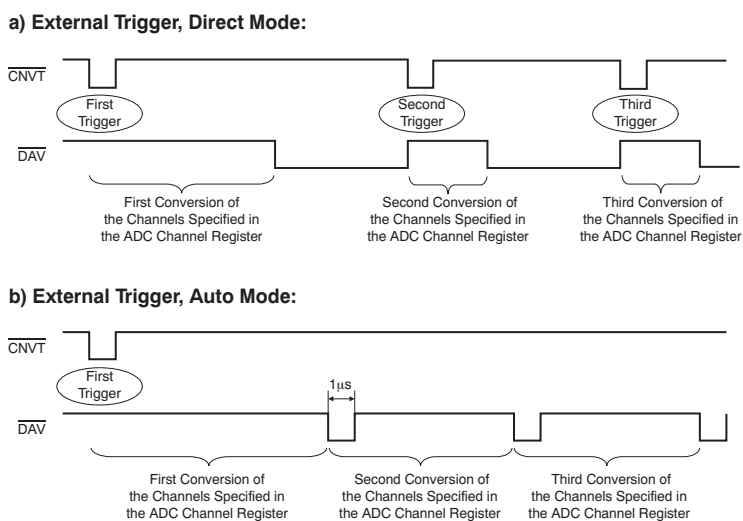 a) External Trigger, Direct Mode:
CNVT
First
Trigger
Second
Trigger
Third
Trigger
DAV
First Conversion of
the Channels Specified in
the ADC Channel Register
Second Conversion of
the Channels Specified in
the ADC Channel Register
Third Conversion of
the Channels Specified in
the ADC Channel Register
b) External Trigger, Auto Mode:
CNVT
First
Trigger
1μs
DAV
First Conversion of
the Channels Specified in
the ADC Channel Register
Second Conversion of
the Channels Specified in
the ADC Channel Register
Third Conversion of
the Channels Specified in
the ADC Channel Register